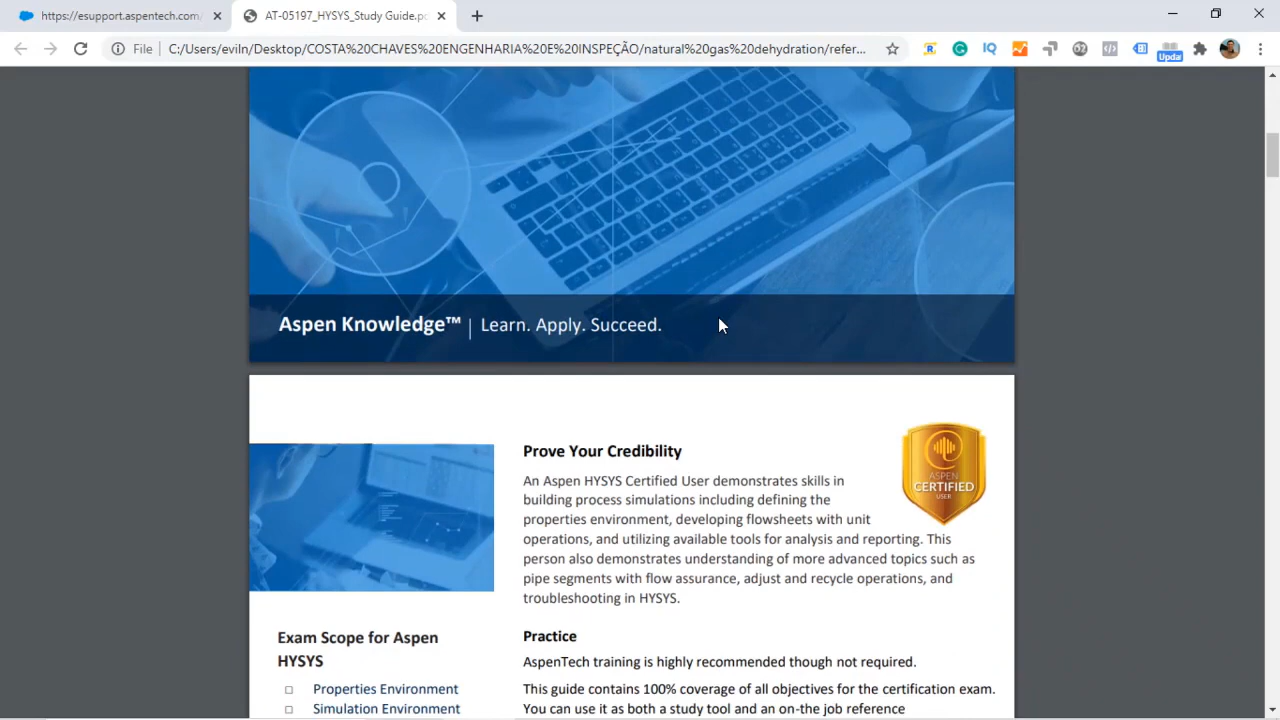 https://esupport.aspentech.com/
AT-05197_HYSYS_Study Guide.pd
File
C:/Users/eviln/Desktop/COSTA%20CHAVES%20ENGENHARIA%20E%20INSPEÇÃO/natural%20gas%20dehydration/refer...
Updat
Aspen Knowledge™ | Learn. Apply. Succeed.
Prove Your Credibility
An Aspen HYSYS Certified User demonstrates skills in
building process simulations including defining the
properties environment, developing flowsheets with unit
operations, and utilizing available tools for analysis and reporting. This
person also demonstrates understanding of more advanced topics such as
pipe segments with flow assurance, adjust and recycle operations, and
troubleshooting in HYSYS.
ASPEN
CERTIFIED
USER
Exam Scope for Aspen
HYSYS
Properties Environment
Simulation Environment
Practice
AspenTech training is highly recommended though not required.
This guide contains 100% coverage of all objectives for the certification exam.
You can use it as both a study tool and an on-the job reference